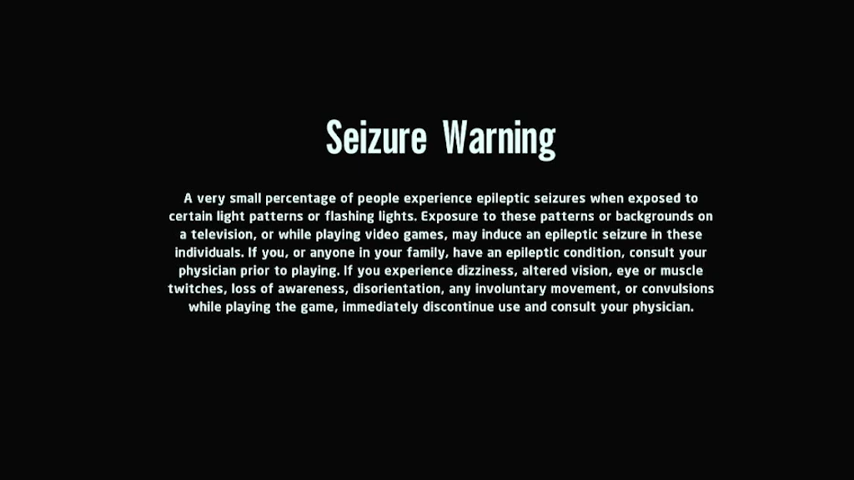 Seizure Warning
A very small percentage of people experience epileptic seizures when exposed to
certain light patterns or flashing lights. Exposure to these patterns or backgrounds on
a television, or while playing video games, may induce an epileptic seizure in these
individuals. If you, or anyone in your family, have an epileptic condition, consult your
physician prior to playing. If you experience dizziness, altered vision, eye or muscle
twitches, loss of awareness, disorientation, any involuntary movement, or convulsions
while playing the game, immediately discontinue use and consult your physician.